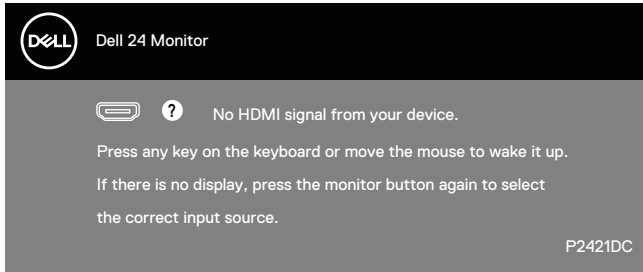 DELL
Dell 24 Monitor
? No HDMI signal from your device.
Press any key on the keyboard or move the mouse to wake it up.
If there is no display, press the monitor button again to select
the correct input source.
P2421DC